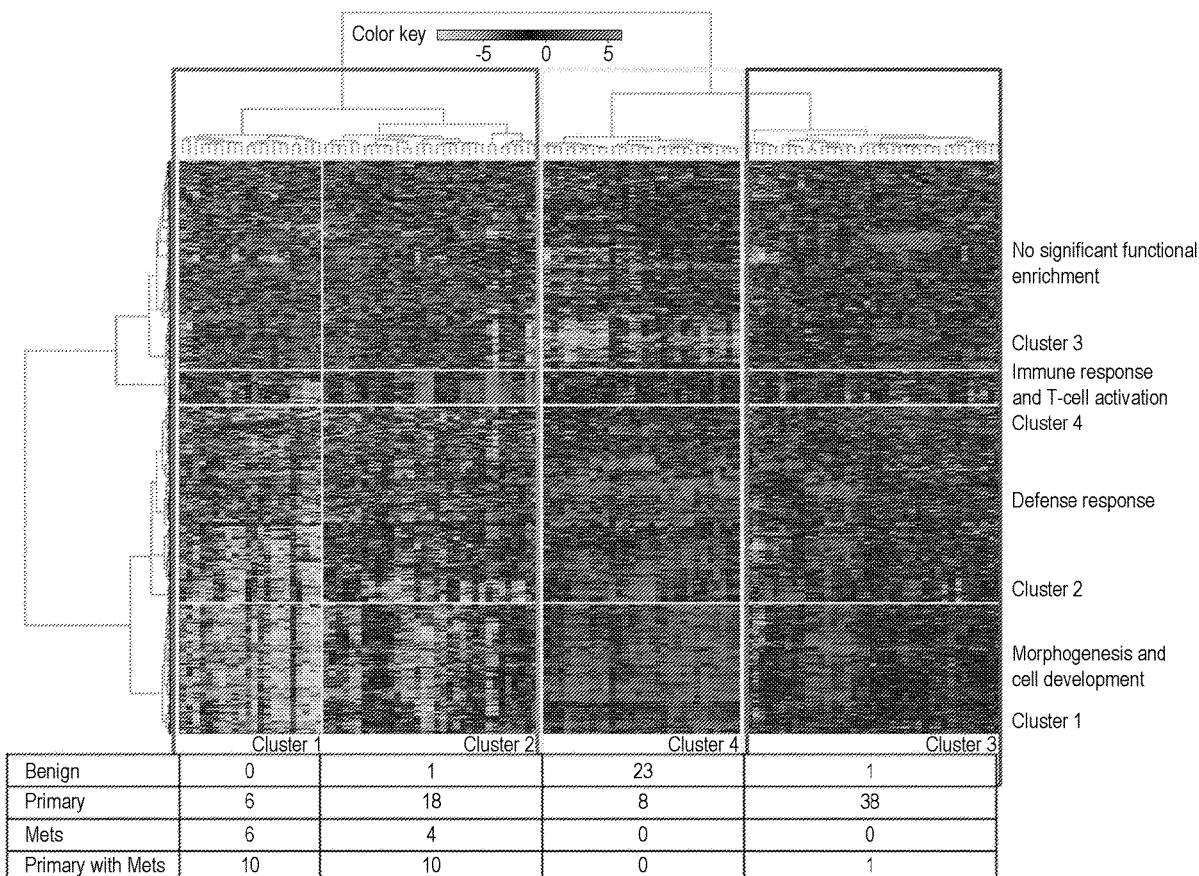 Color key
-5 0 5
No significant functional
enrichment
Cluster 3
Immune response
and T-cell activation
Cluster 4
Defense response
Cluster 2
Morphogenesis and
cell development
Cluster 1
Cluster 1 Cluster 2 Cluster 4 Cluster 3
Benign 0 1 23 1
Primary 6 18 8 38
Mets 6 4 0 0
Primary with Mets 10 10 0 1